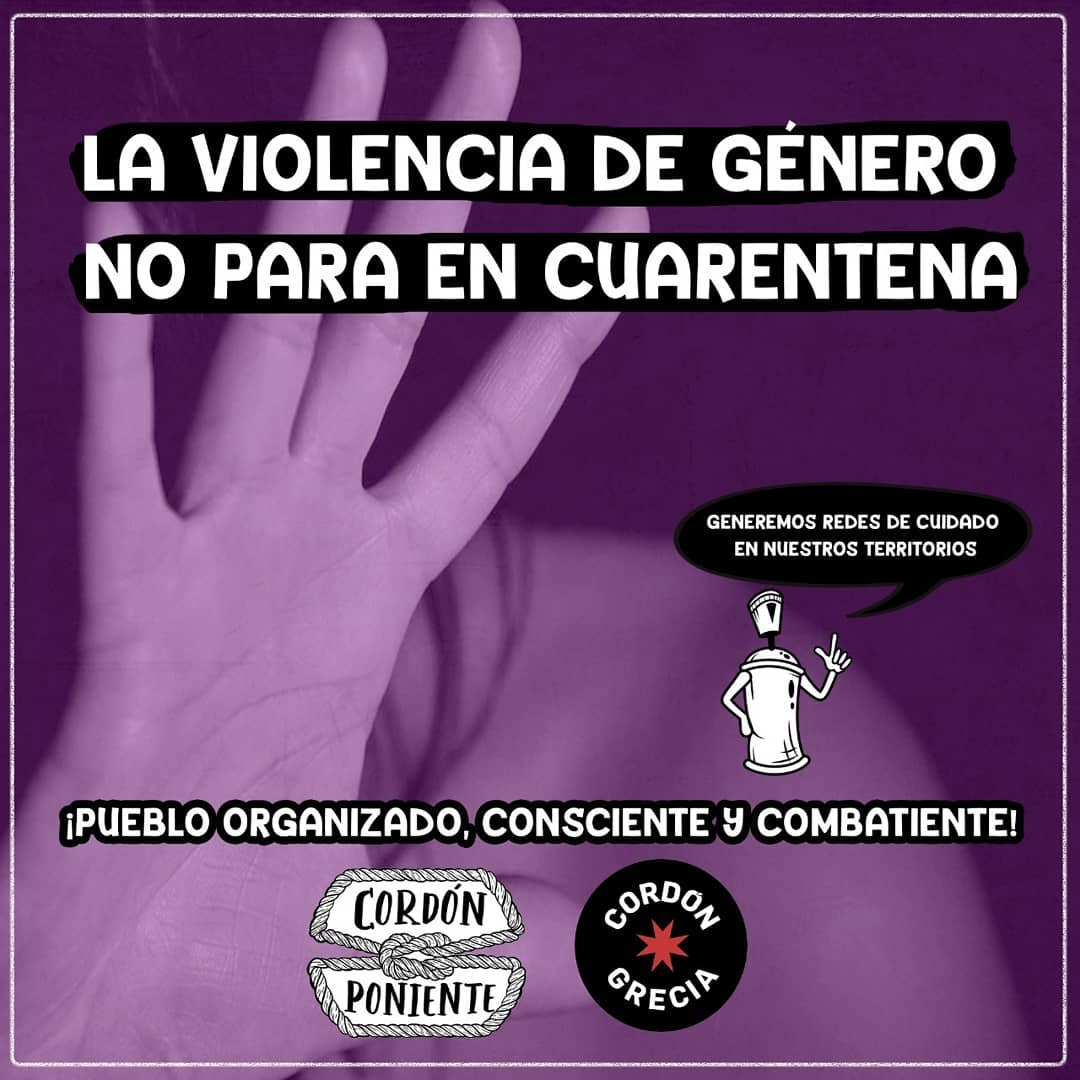 LA VIOLENCIA DE GÉNERO
NO PARA EN CUARENTENA
GENEREMOS REDES DE CUIDADO
EN NUESTROS TERRITORIOS
¡PUEBLO ORGANIZADO, CONSCIENTE Y COMBATIENTE!
CORDÓN
PONIENTE
CORDÓN
GRECIA